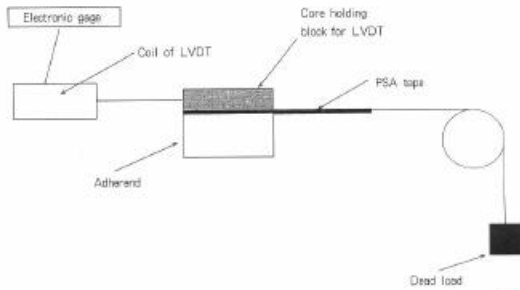 Electronic gage
Core holding
block for LVDT
Coil of LVDT
PSA tape
Adherend
Dead load